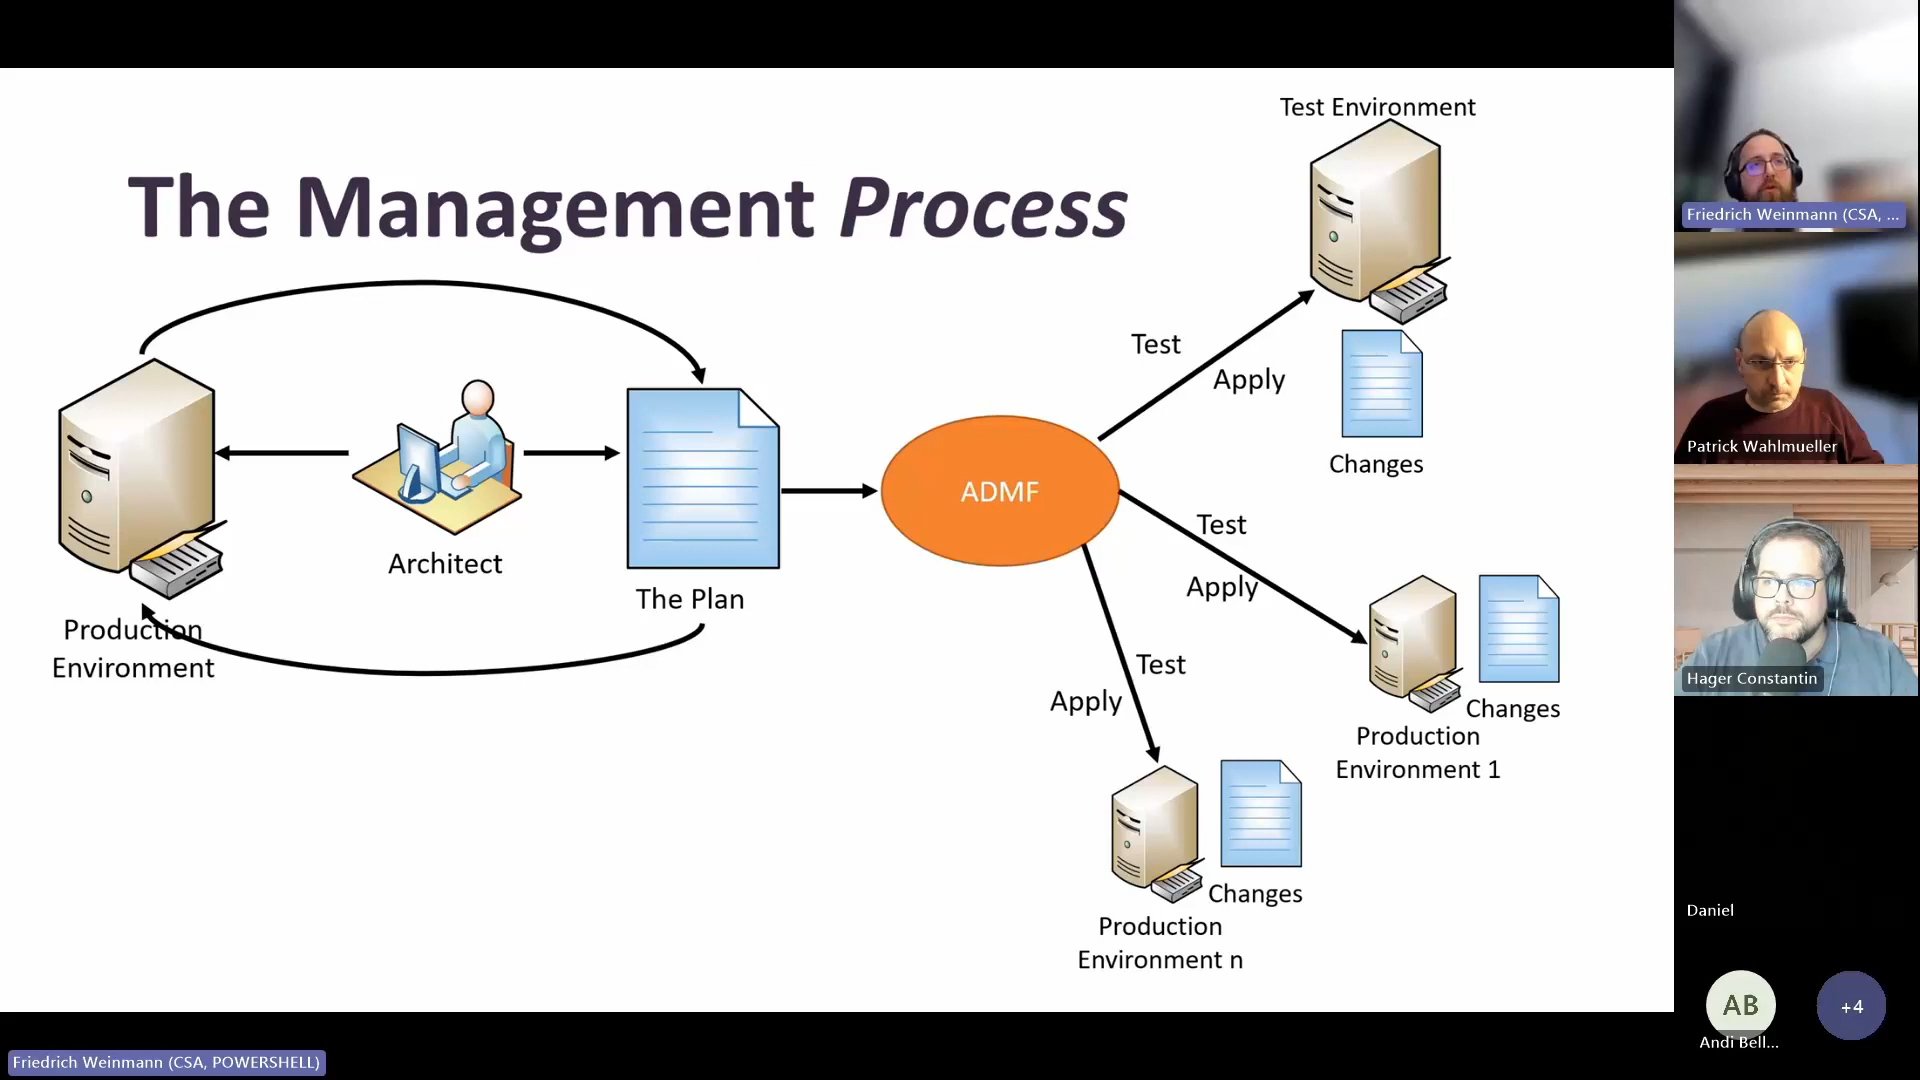 The Management Process
Production
Environment
Architect
The Plan
ADMF
Test
Apply
Test Environment
Changes
Test
Apply
Changes
Production
Environment 1
Test
Apply
Changes
Production
Environment n
Friedrich Weinmann (CSA, ...
Patrick Wahlmueller
Hager Constantin
Daniel
AB
Andi Bell...
+4
Friedrich Weinmann (CSA, POWERSHELL)